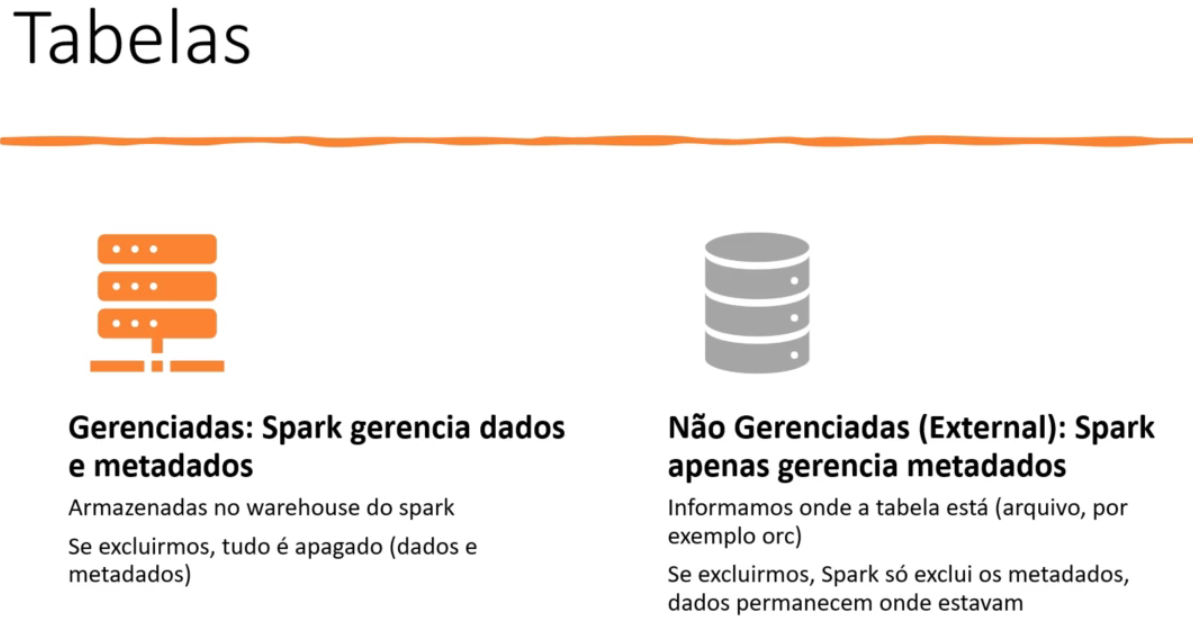 Tabelas
Gerenciadas: Spark gerencia dados
e metadados
Armazenadas no warehouse do spark
Se excluirmos, tudo é apagado (dados e
metadados)
Não Gerenciadas (External): Spark
apenas gerencia metadados
Informamos onde a tabela está (arquivo, por
exemplo orc)
Se excluirmos, Spark só exclui os metadados,
dados permanecem onde estavam